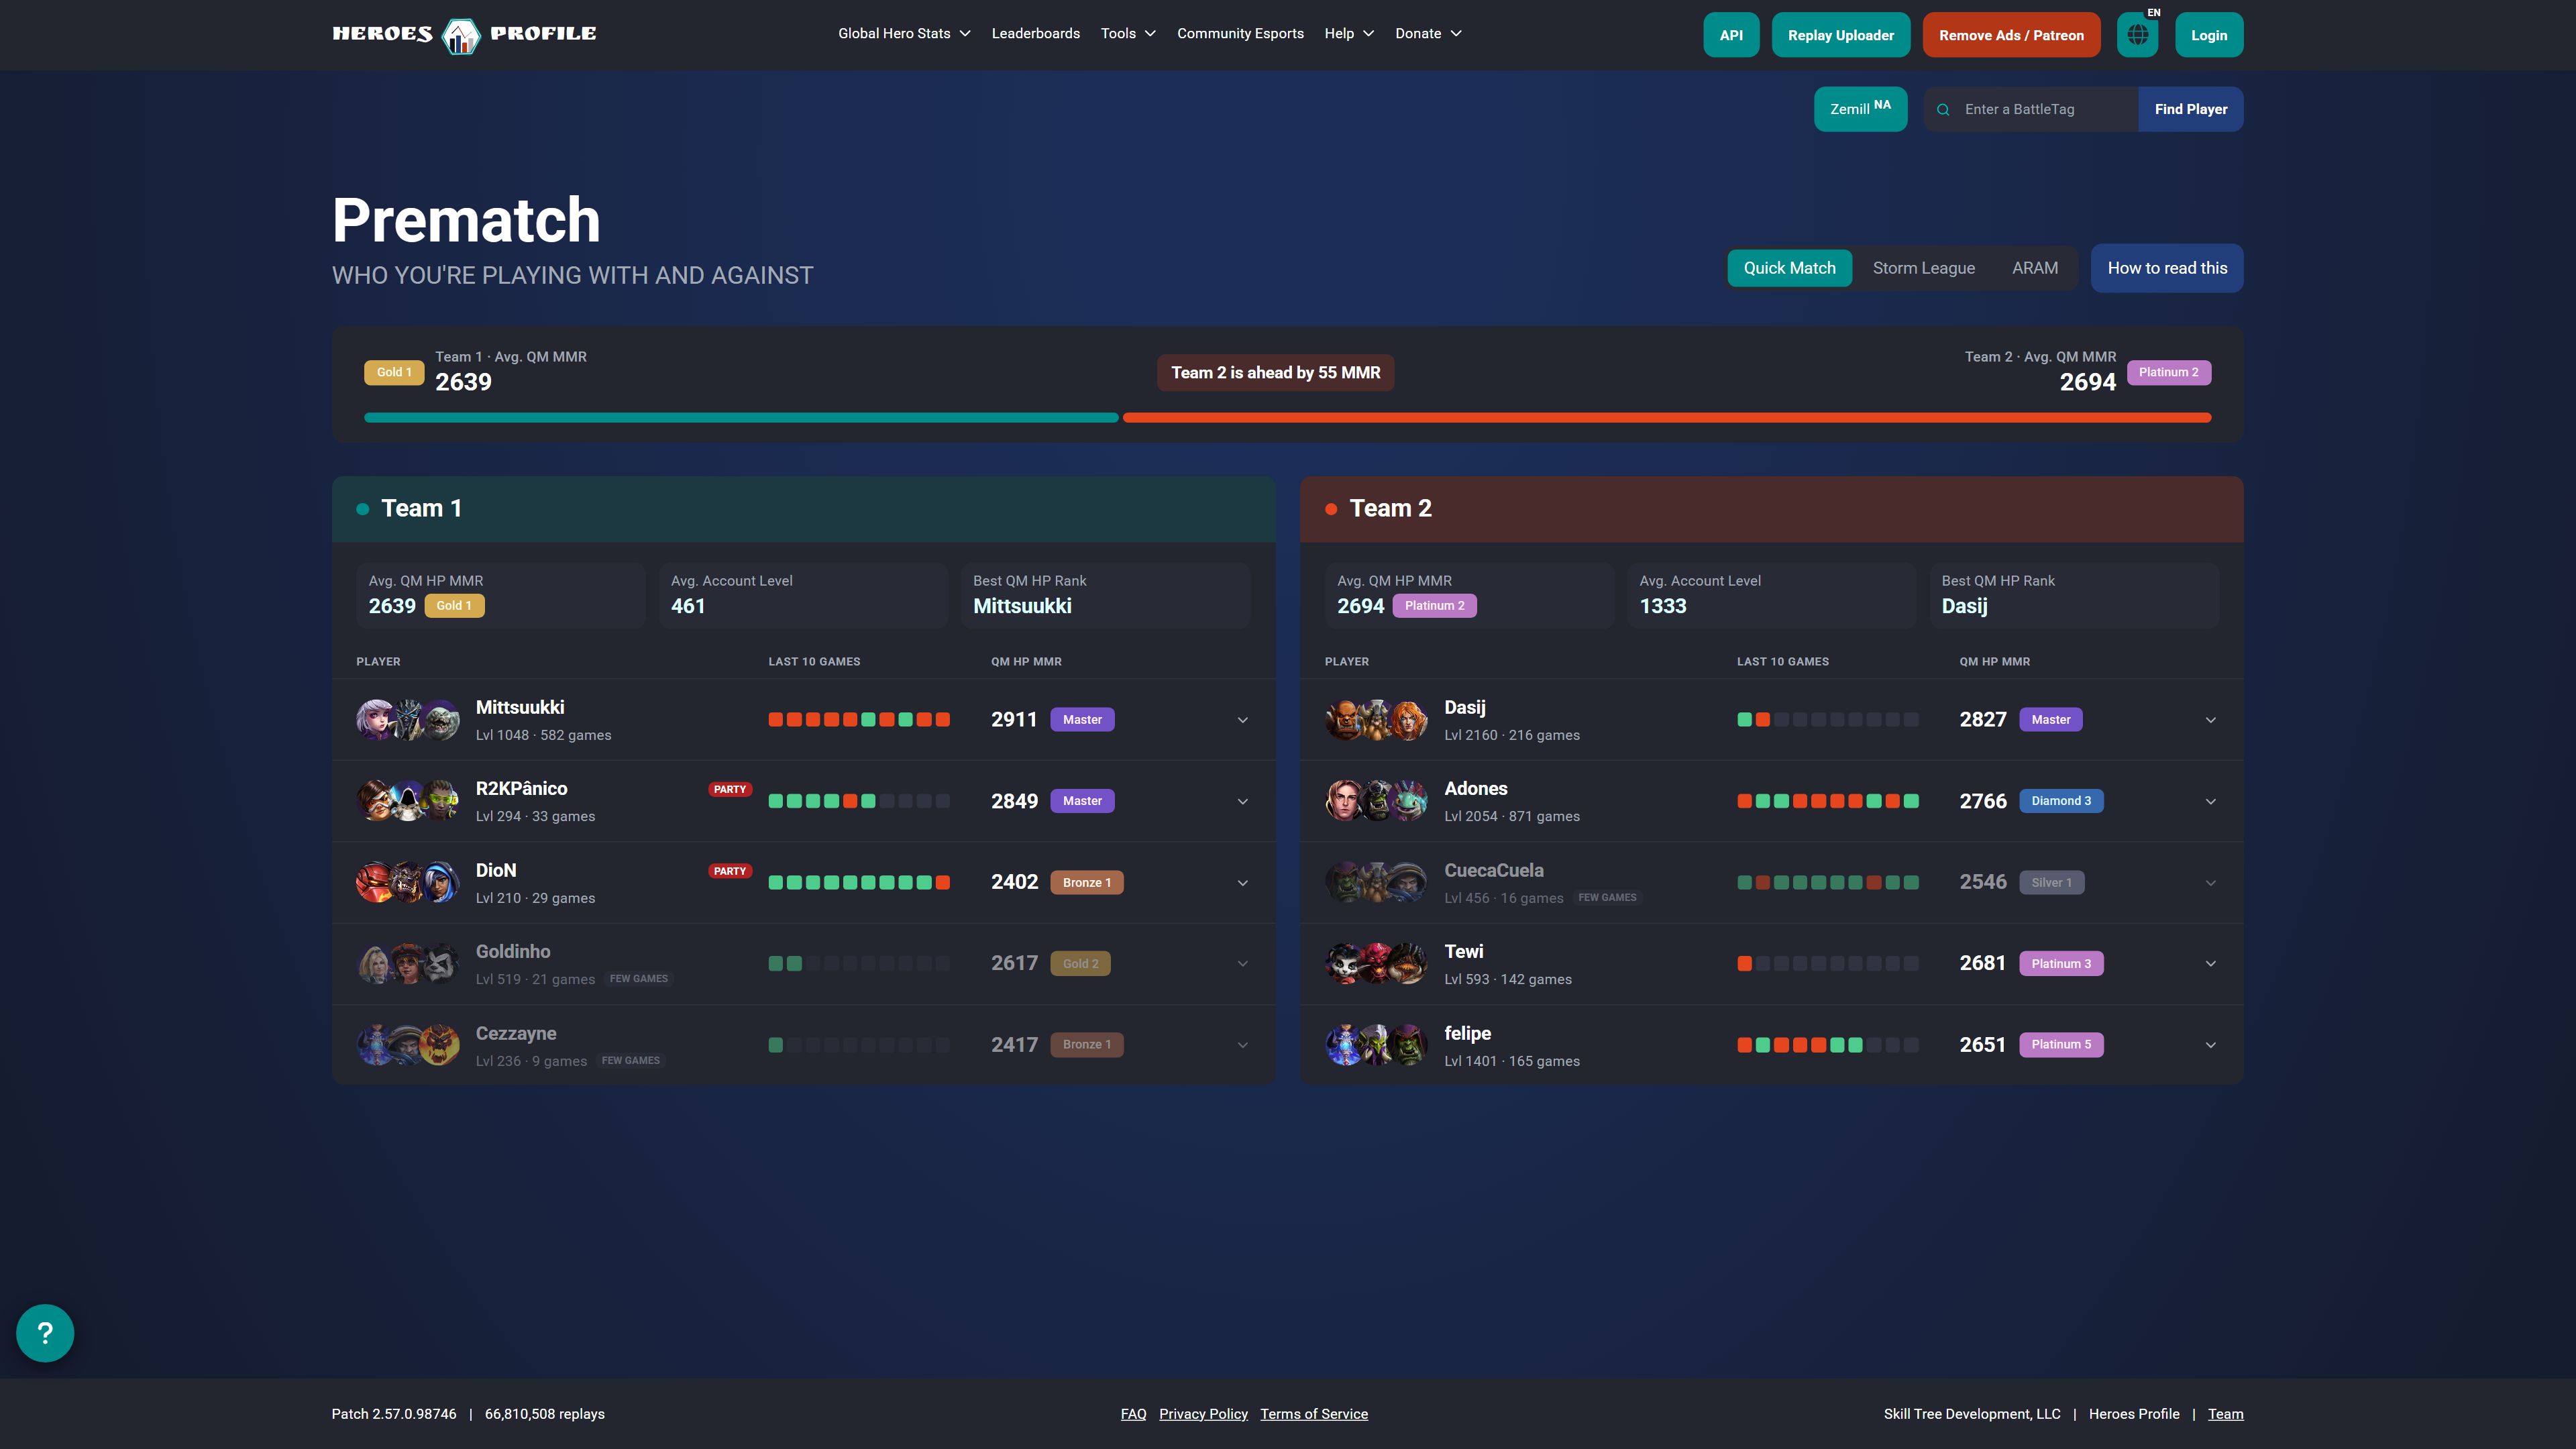 HEROES PROFILE
Global Hero Stats Leaderboards Tools Community Esports Help Donate
API Replay Uploader Remove Ads / Patreon EN Login
Zemill NA Enter a BattleTag Find Player
Prematch
WHO YOU'RE PLAYING WITH AND AGAINST
Quick Match Storm League ARAM How to read this
Gold 1
Team 1 · Avg. QM MMR
2639
Team 2 is ahead by 55 MMR
Team 2 · Avg. QM MMR
2694
Platinum 2
Team 1
Avg. QM HP MMR
2639 Gold 1
Avg. Account Level
461
Best QM HP Rank
Mittsuukki
PLAYER LAST 10 GAMES QM HP MMR
Mittsuukki
Lvl 1048 · 582 games
2911 Master
R2KPânico PARTY
Lvl 294 · 33 games
2849 Master
DioN PARTY
Lvl 210 · 29 games
2402 Bronze 1
Goldinho
Lvl 519 · 21 games FEW GAMES
2617 Gold 2
Cezzayne
Lvl 236 · 9 games FEW GAMES
2417 Bronze 1
Team 2
Avg. QM HP MMR
2694 Platinum 2
Avg. Account Level
1333
Best QM HP Rank
Dasij
PLAYER LAST 10 GAMES QM HP MMR
Dasij
Lvl 2160 · 216 games
2827 Master
Adones
Lvl 2054 · 871 games
2766 Diamond 3
CuecaCuela
Lvl 456 · 16 games FEW GAMES
2546 Silver 1
Tewi
Lvl 593 · 142 games
2681 Platinum 3
felipe
Lvl 1401 · 165 games
2651 Platinum 5
?
Patch 2.57.0.98746 | 66,810,508 replays
FAQ Privacy Policy Terms of Service
Skill Tree Development, LLC | Heroes Profile | Team